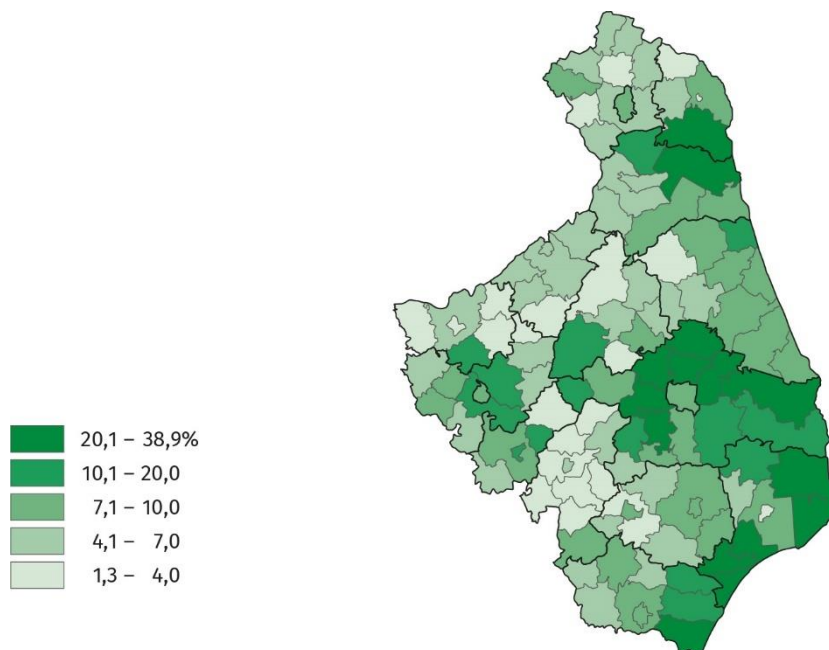 20,1 – 38,9%
10,1 – 20,0
7,1 – 10,0
4,1 – 7,0
1,3 – 4,0